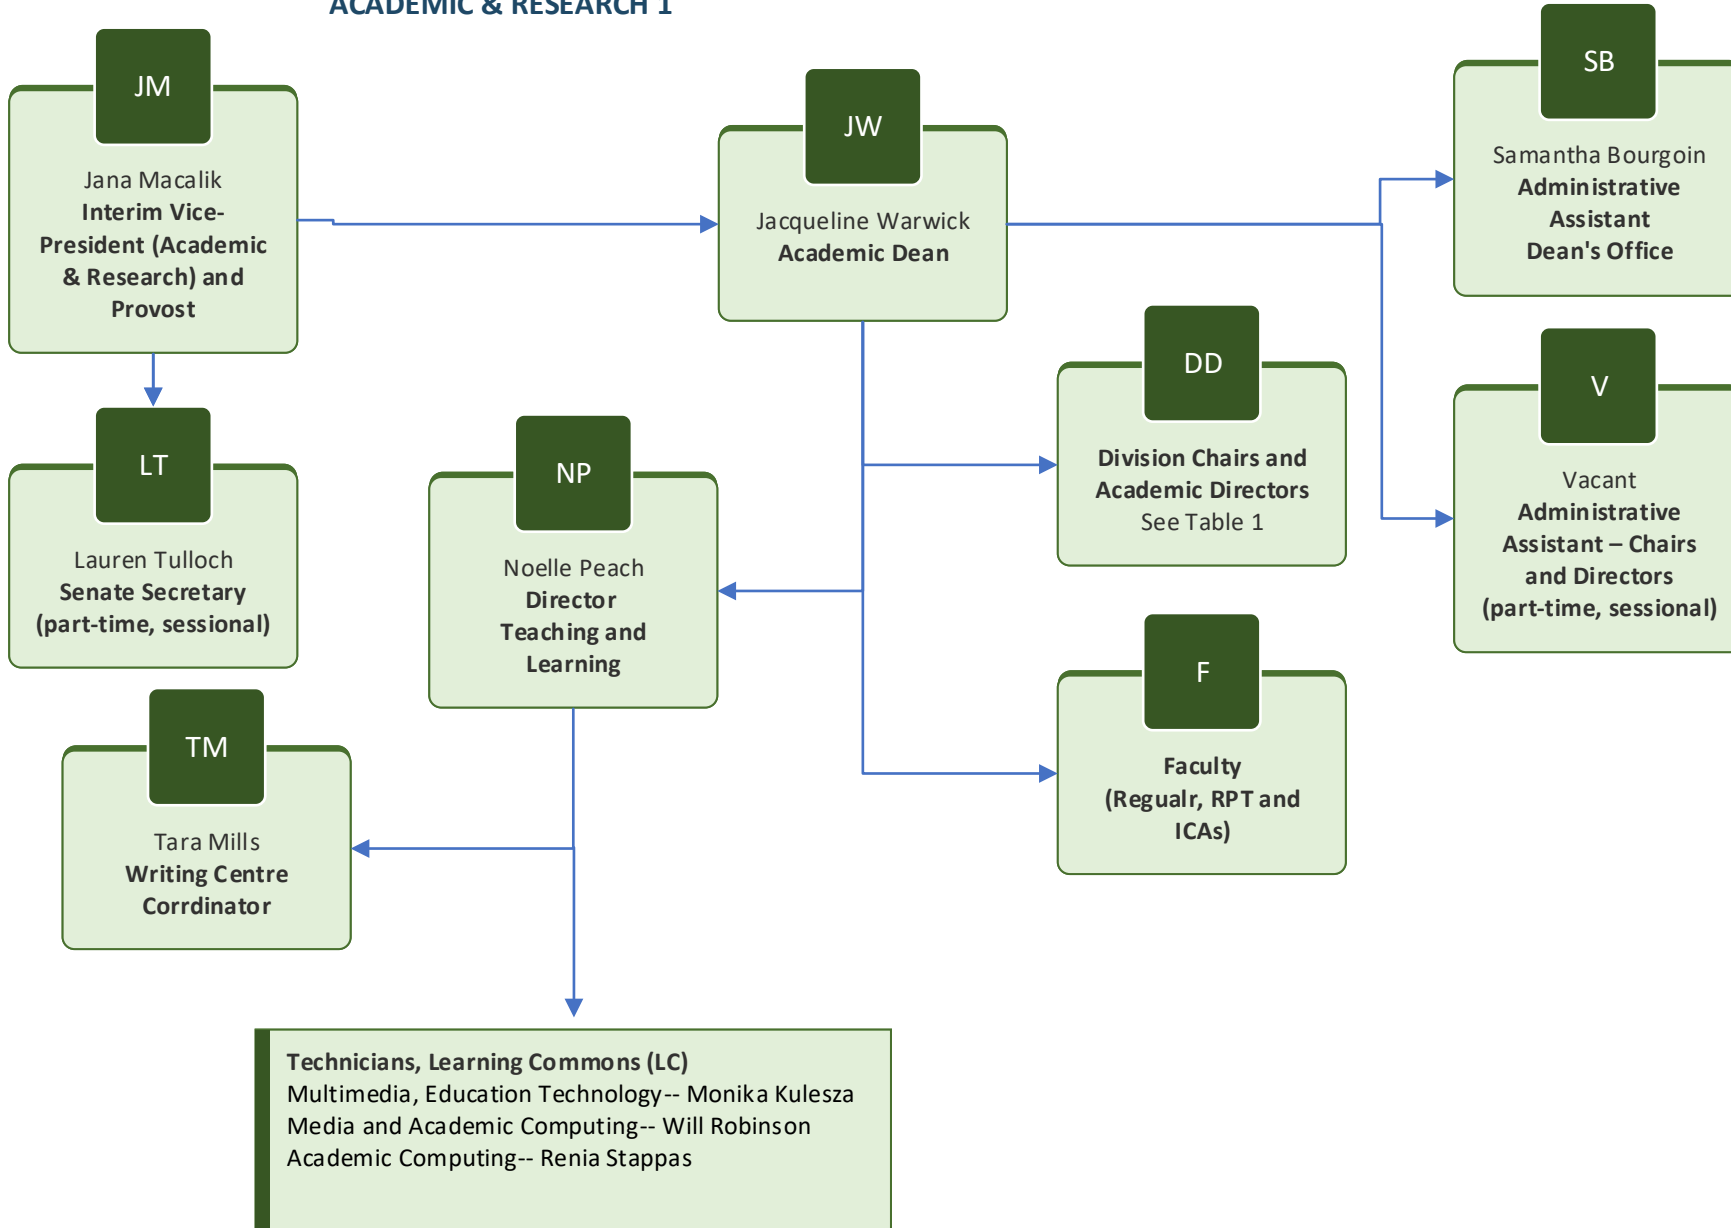 ACADEMIC & RESEARCH 1
JM
Jana Macalik
Interim Vice-
President (Academic
& Research) and
Provost
JW
Jacqueline Warwick
Academic Dean
SB
Samantha Bourgoin
Administrative
Assistant
Dean's Office
LT
Lauren Tulloch
Senate Secretary
(part-time, sessional)
NP
Noelle Peach
Director
Teaching and
Learning
DD
Division Chairs and
Academic Directors
See Table 1
V
Vacant
Administrative
Assistant – Chairs
and Directors
(part-time, sessional)
TM
Tara Mills
Writing Centre
Corrdinator
F
Faculty
(Regualr, RPT and
ICAs)
Technicians, Learning Commons (LC)
Multimedia, Education Technology-- Monika Kulesza
Media and Academic Computing-- Will Robinson
Academic Computing-- Renia Stappas